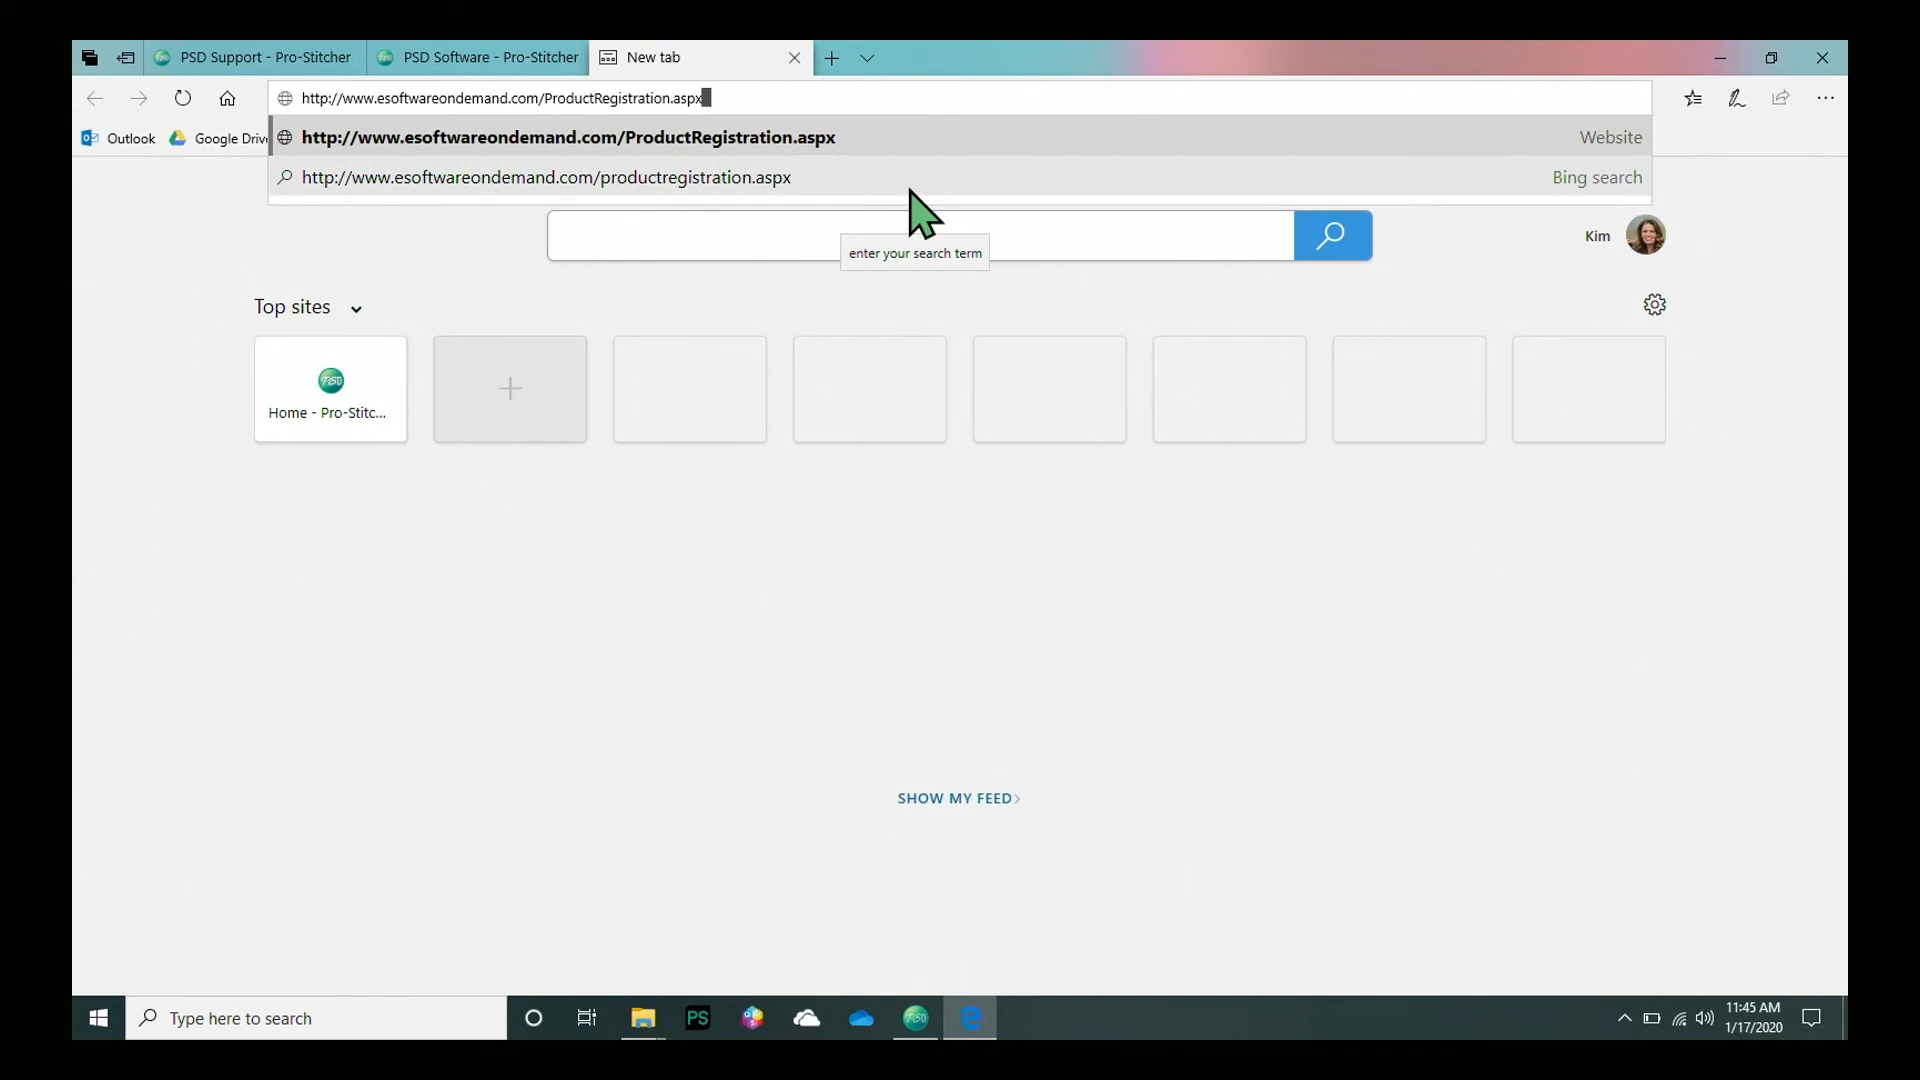 PSD Support - Pro-Stitcher
PSD Software - Pro-Stitcher
New tab
http://www.esoftwareondemand.com/ProductRegistration.aspx
Outlook
Google Driv
http://www.esoftwareondemand.com/ProductRegistration.aspx
Website
http://www.esoftwareondemand.com/productregistration.aspx
Bing search
enter your search term
Kim
Top sites
PSD
Home - Pro-Stitc...
SHOW MY FEED
Type here to search
PS
11:45 AM
1/17/2020